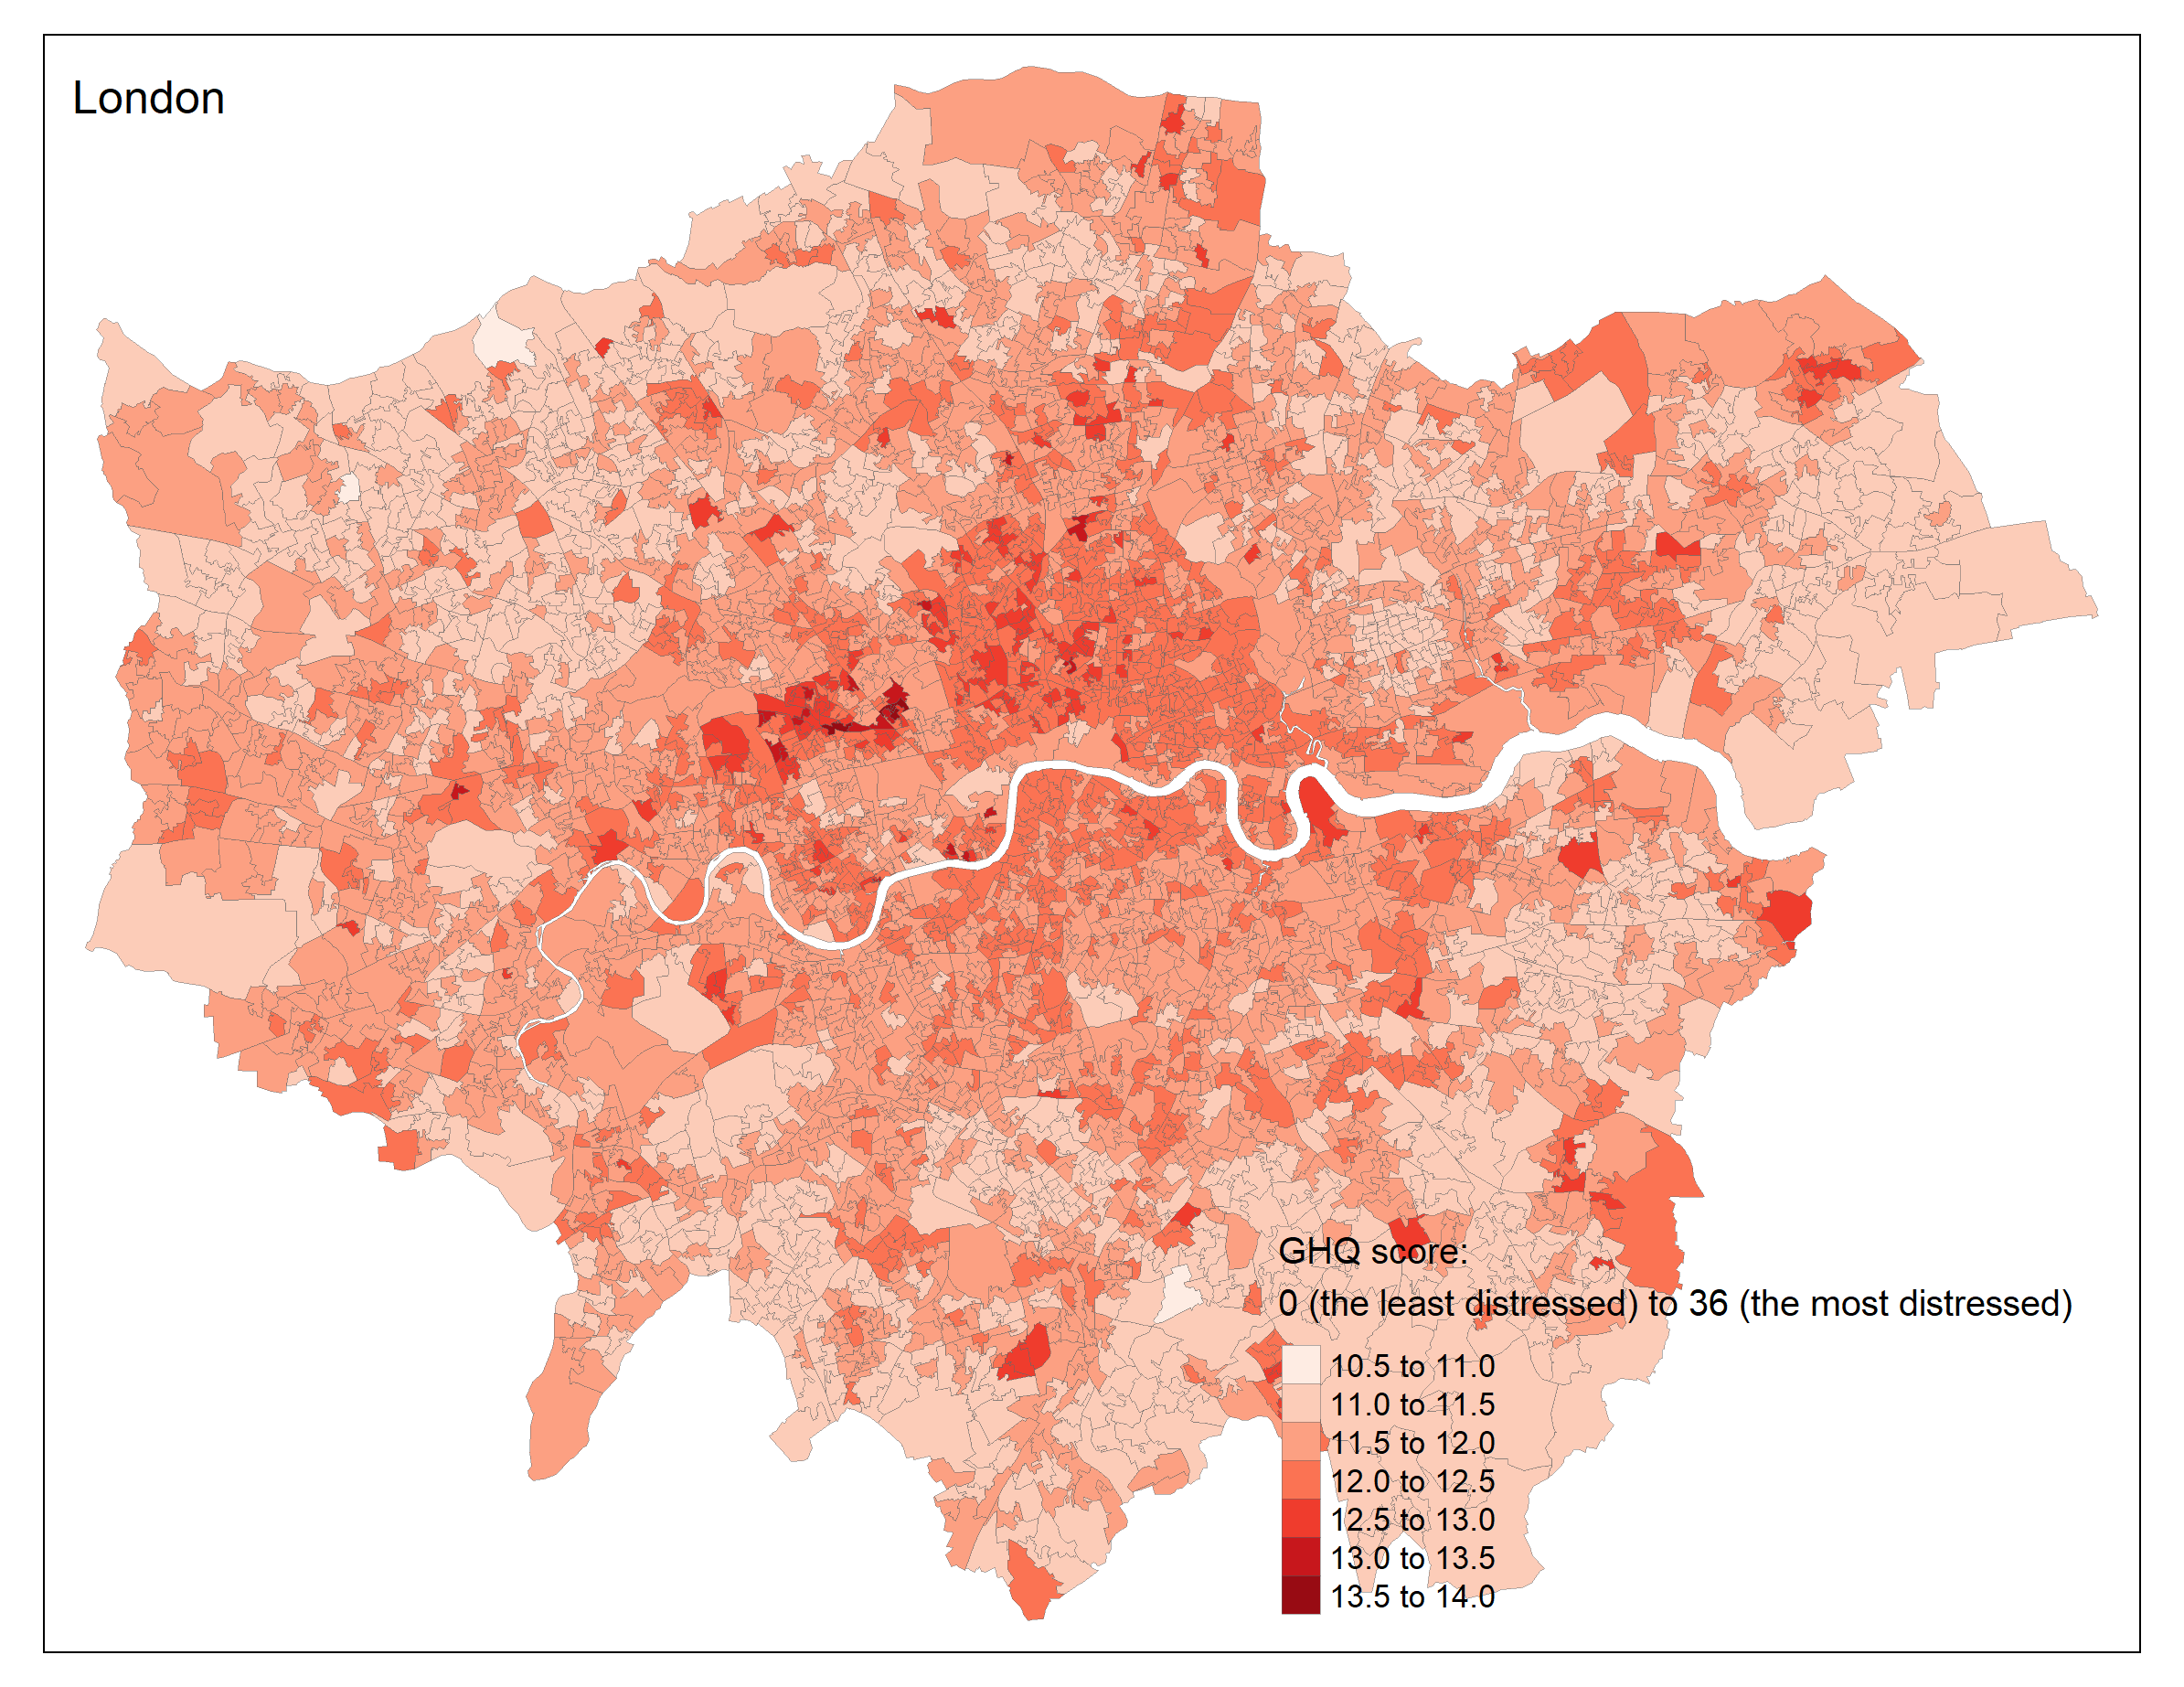 London
GHQ score:
0 (the least distressed) to 36 (the most distressed)
10.5 to 11.0
11.0 to 11.5
11.5 to 12.0
12.0 to 12.5
12.5 to 13.0
13.0 to 13.5
13.5 to 14.0